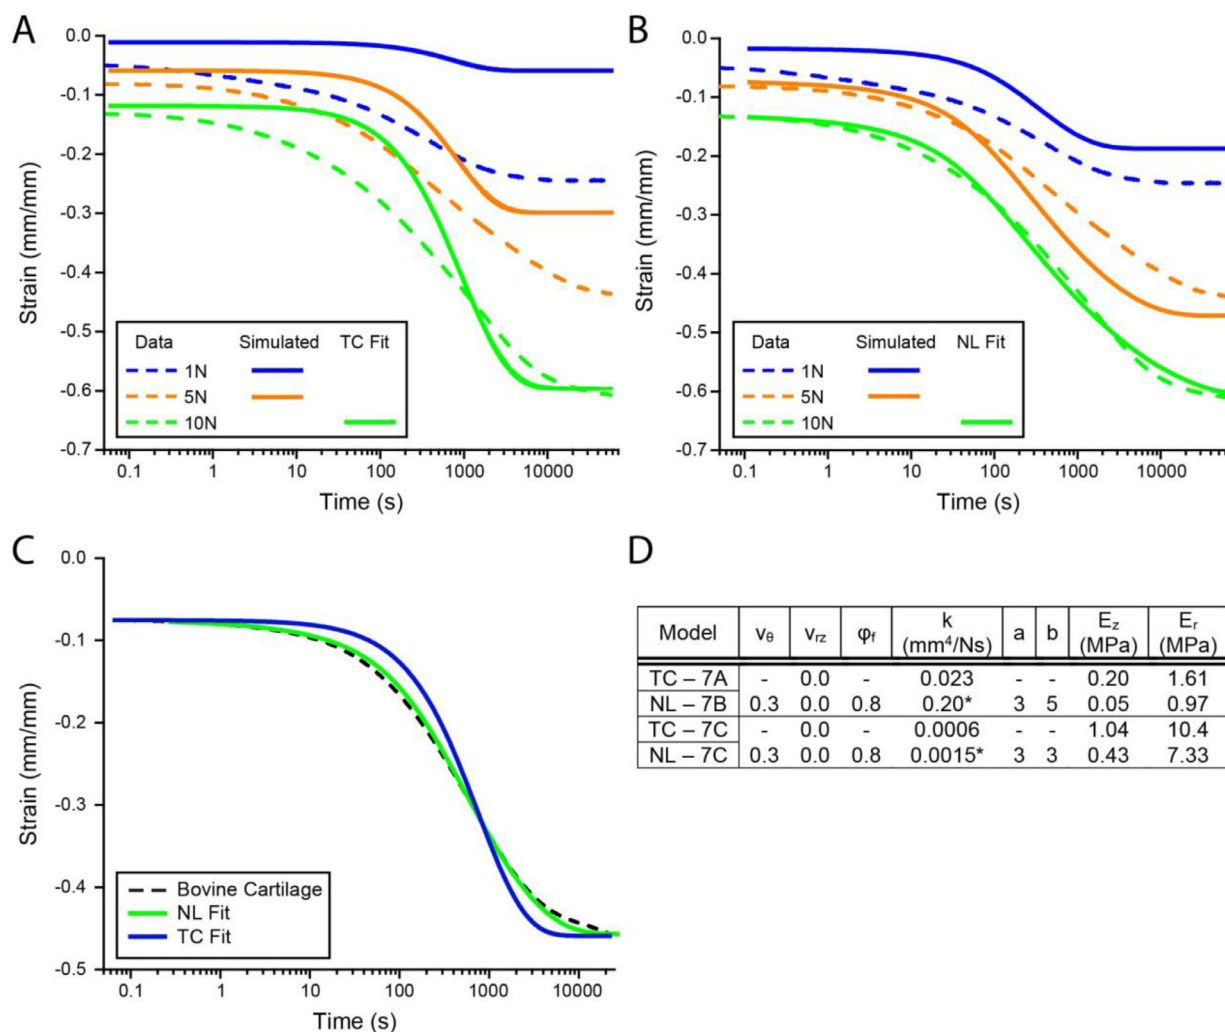 A
0.0
-0.1
-0.2
-0.3
-0.4
-0.5
-0.6
-0.7
Strain (mm/mm)
Data Simulated TC Fit
1N
5N
10N
0.1 1 10 100 1000 10000
Time (s)
B
0.0
-0.1
-0.2
-0.3
-0.4
-0.5
-0.6
-0.7
Strain (mm/mm)
Data Simulated NL Fit
1N
5N
10N
0.1 1 10 100 1000 10000
Time (s)
C
0.0
-0.1
-0.2
-0.3
-0.4
-0.5
Strain (mm/mm)
Bovine Cartilage
NL Fit
TC Fit
0.1 1 10 100 1000 10000
Time (s)
D
Model vθ vrz φf k (mm⁴/Ns) a b Ez (MPa) Er (MPa)
TC – 7A - 0.0 - 0.023 - - 0.20 1.61
NL – 7B 0.3 0.0 0.8 0.20* 3 5 0.05 0.97
TC – 7C - 0.0 - 0.0006 - - 1.04 10.4
NL – 7C 0.3 0.0 0.8 0.0015* 3 3 0.43 7.33